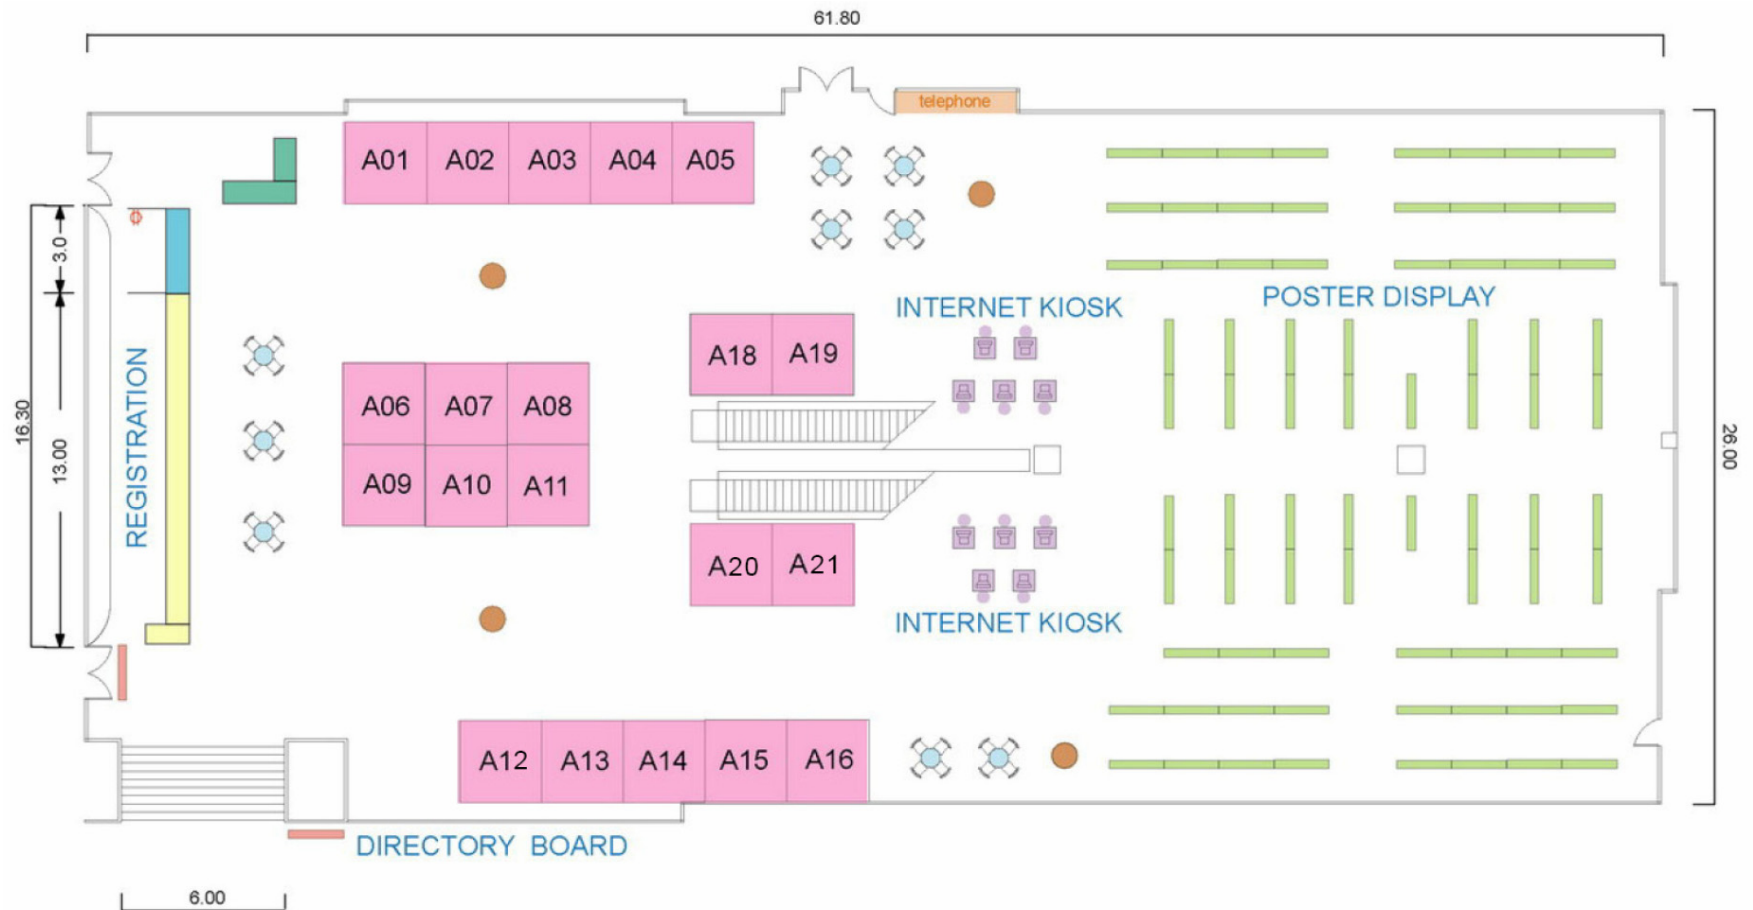 61.80
telephone
A01 A02 A03 A04 A05
3.0
INTERNET KIOSK
POSTER DISPLAY
A18 A19
REGISTRATION
A06 A07 A08
16.30
13.00
26.00
A09 A10 A11
A20 A21
INTERNET KIOSK
A12 A13 A14 A15 A16
DIRECTORY BOARD
6.00